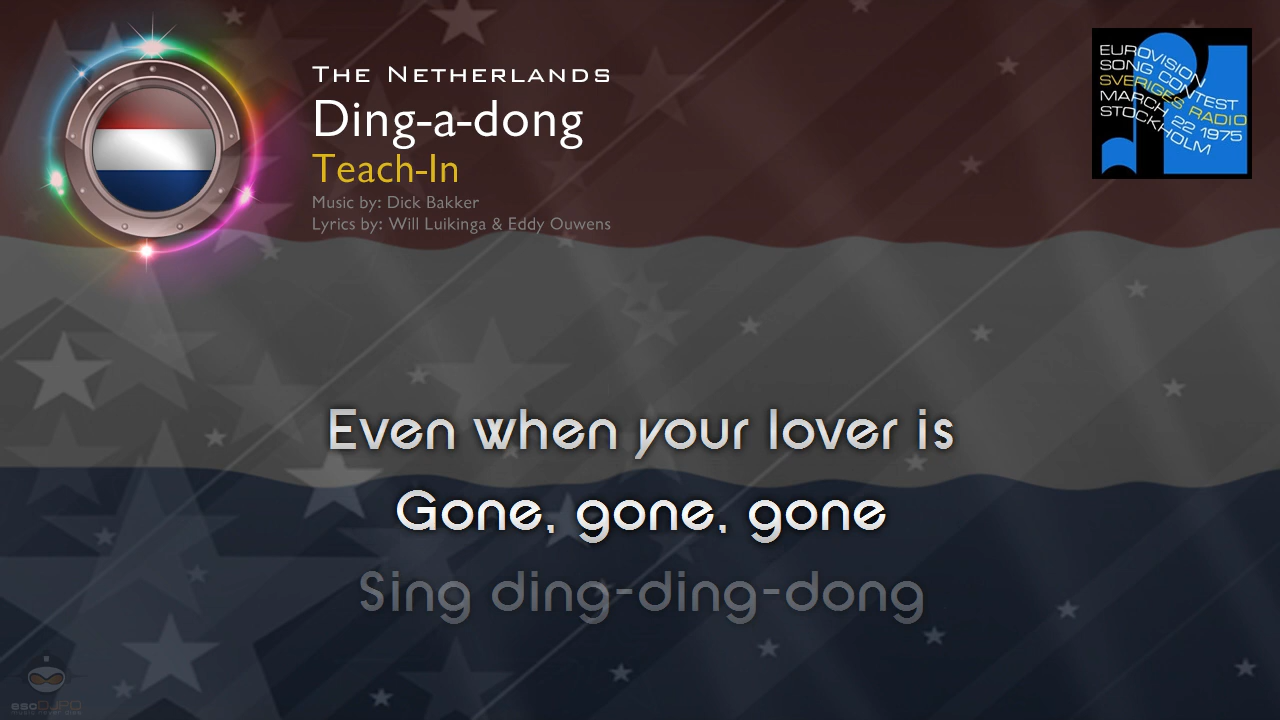 The Netherlands
Ding-a-dong
Teach-In
Music by: Dick Bakker
Lyrics by: Will Luikinga & Eddy Ouwens
EUROVISION
SONG CONTEST
SVERIGES RADIO
MARCH 22 1975
STOCKHOLM
Even when your lover is
Gone, gone, gone
Sing ding-ding-dong
escDJPO